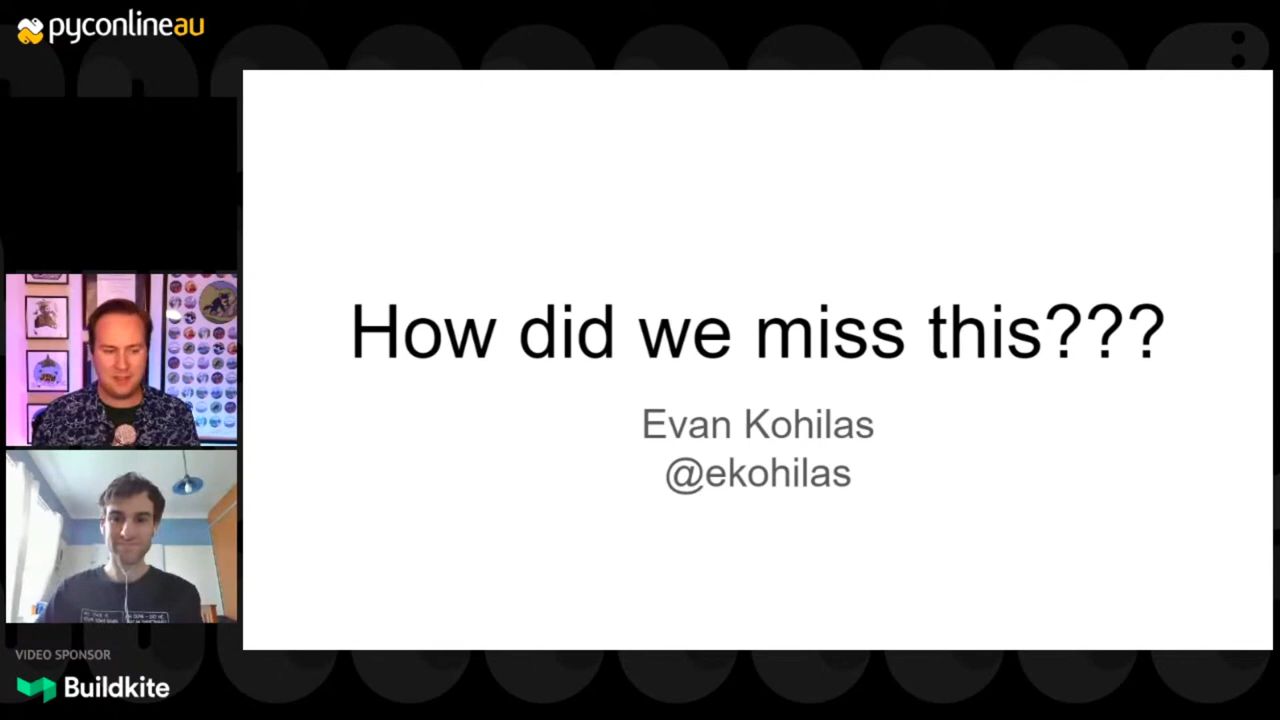 pyconlineau
How did we miss this???
Evan Kohilas
@ekohilas
VIDEO SPONSOR
Buildkite